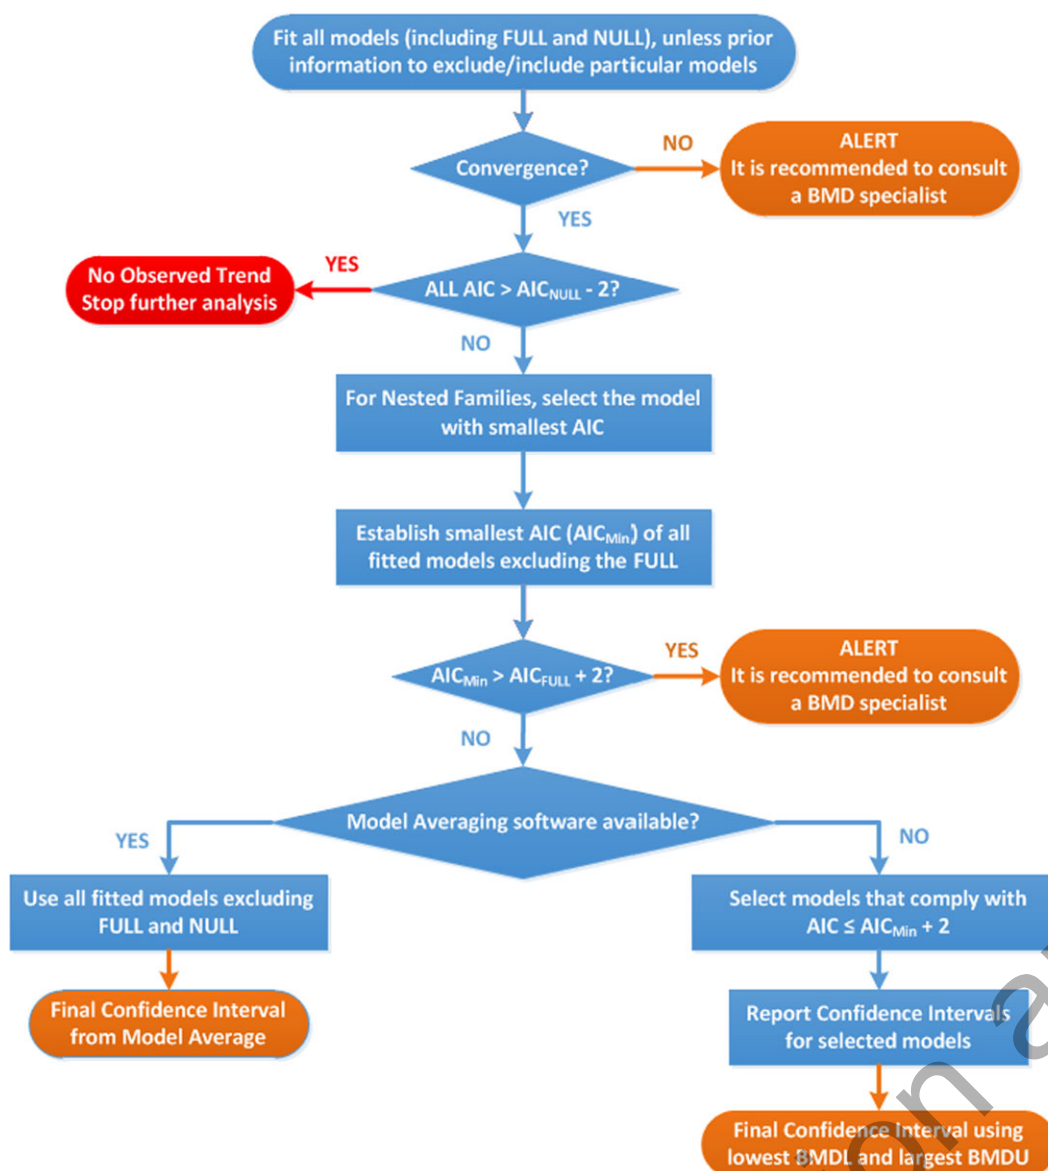 Fit all models (including FULL and NULL), unless prior
information to exclude/include particular models
Convergence?
NO
ALERT
It is recommended to consult
a BMD specialist
YES
ALL AIC > AIC_NULL - 2?
YES
No Observed Trend
Stop further analysis
NO
For Nested Families, select the model
with smallest AIC
Establish smallest AIC (AIC_Min) of all
fitted models excluding the FULL
AIC_Min > AIC_FULL + 2?
YES
ALERT
It is recommended to consult
a BMD specialist
NO
Model Averaging software available?
YES
NO
Use all fitted models excluding
FULL and NULL
Final Confidence Interval
from Model Average
Select models that comply with
AIC ≤ AIC_Min + 2
Report Confidence Intervals
for selected models
Final Confidence Interval using
lowest BMDL and largest BMDU